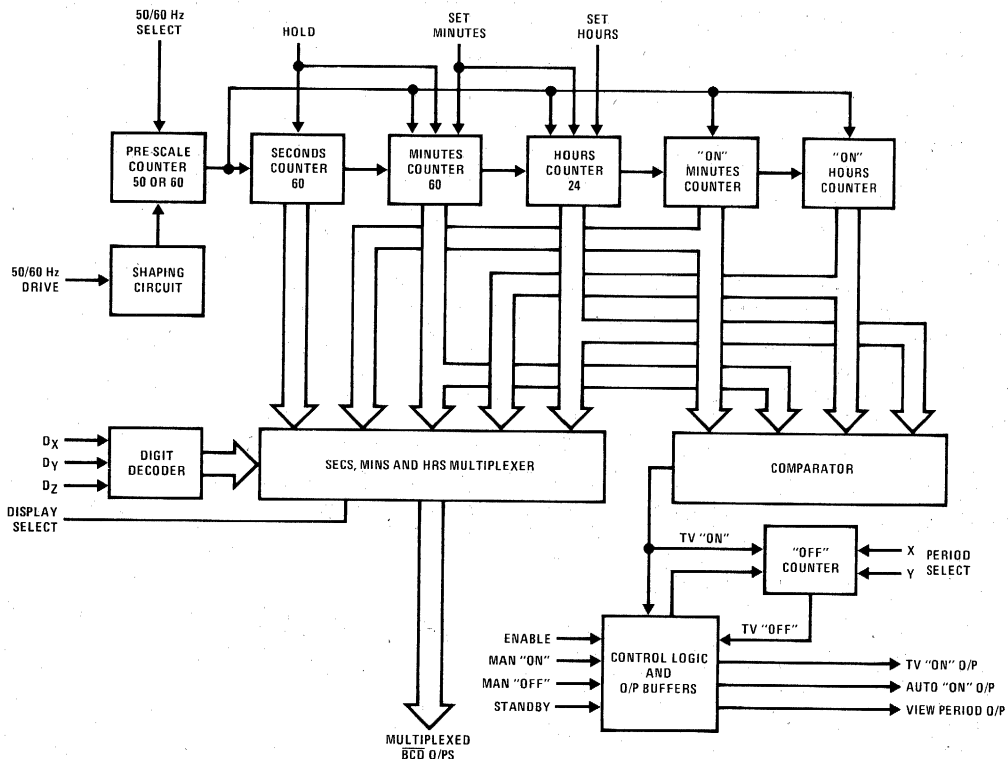 50/60 Hz
SELECT
HOLD
SET
MINUTES
SET
HOURS
PRE-SCALE
COUNTER
50 OR 60
SECONDS
COUNTER
60
MINUTES
COUNTER
60
HOURS
COUNTER
24
"ON"
MINUTES
COUNTER
"ON"
HOURS
COUNTER
50/60 Hz
DRIVE
SHAPING
CIRCUIT
DX
DY
DZ
DIGIT
DECODER
SECS, MINS AND HRS MULTIPLEXER
COMPARATOR
DISPLAY
SELECT
TV "ON"
"OFF"
COUNTER
X
Y
PERIOD
SELECT
TV "OFF"
ENABLE
MAN "ON"
MAN "OFF"
STANDBY
CONTROL LOGIC
AND
O/P BUFFERS
TV "ON" O/P
AUTO "ON" O/P
VIEW PERIOD O/P
MULTIPLEXED
BCD O/PS